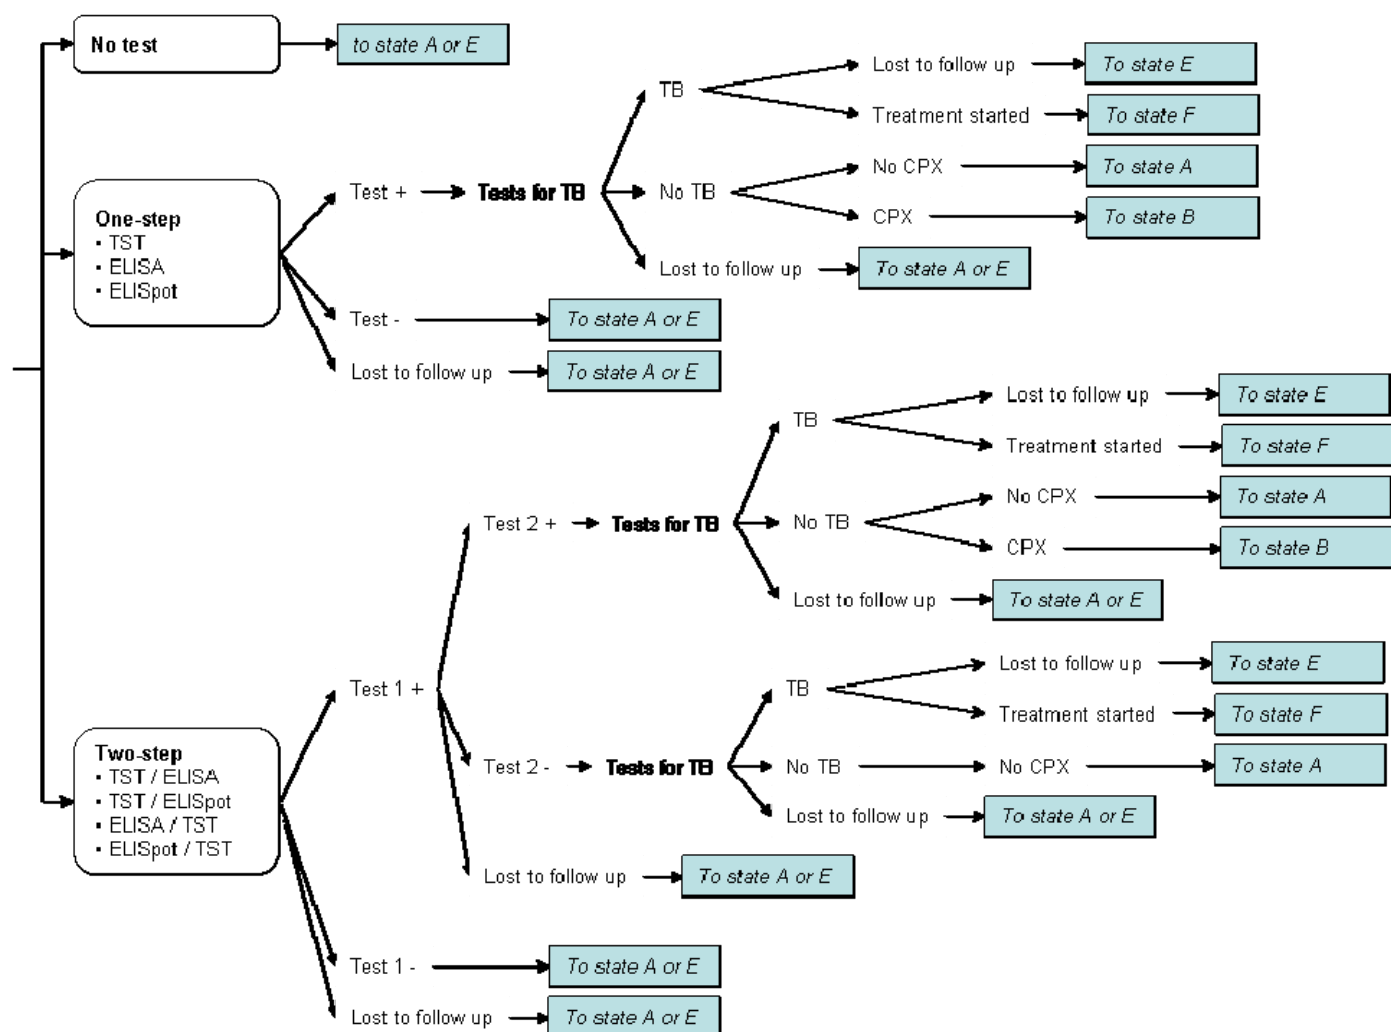 No test
to state A or E
Lost to follow up
To state E
TB
Treatment started
To state F
No CPX
To state A
One-step
▪ TST
▪ ELISA
▪ ELISpot
Test +
Tests for TB
No TB
CPX
To state B
Lost to follow up
To state A or E
Test -
To state A or E
Lost to follow up
To state A or E
Lost to follow up
To state E
TB
Treatment started
To state F
No CPX
To state A
Test 2 +
Tests for TB
No TB
CPX
To state B
Lost to follow up
To state A or E
Lost to follow up
To state E
Test 1 +
TB
Treatment started
To state F
Two-step
▪ TST / ELISA
▪ TST / ELISpot
▪ ELISA / TST
▪ ELISpot / TST
Test 2 -
Tests for TB
No TB
No CPX
To state A
Lost to follow up
To state A or E
Lost to follow up
To state A or E
Test 1 -
To state A or E
Lost to follow up
To state A or E